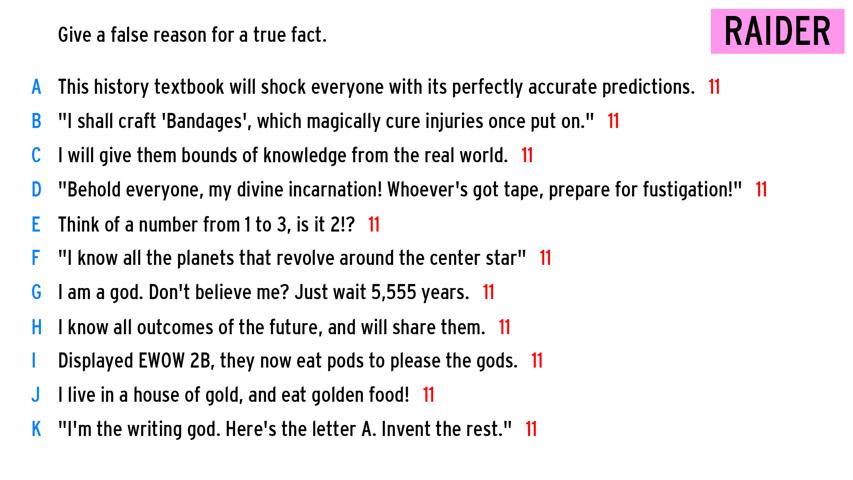 Give a false reason for a true fact.
RAIDER
A This history textbook will shock everyone with its perfectly accurate predictions. 11
B "I shall craft 'Bandages', which magically cure injuries once put on." 11
C I will give them bounds of knowledge from the real world. 11
D "Behold everyone, my divine incarnation! Whoever's got tape, prepare for fustigation!" 11
E Think of a number from 1 to 3, is it 2!? 11
F "I know all the planets that revolve around the center star" 11
G I am a god. Don't believe me? Just wait 5,555 years. 11
H I know all outcomes of the future, and will share them. 11
I Displayed EWOW 2B, they now eat pods to please the gods. 11
J I live in a house of gold, and eat golden food! 11
K "I'm the writing god. Here's the letter A. Invent the rest." 11